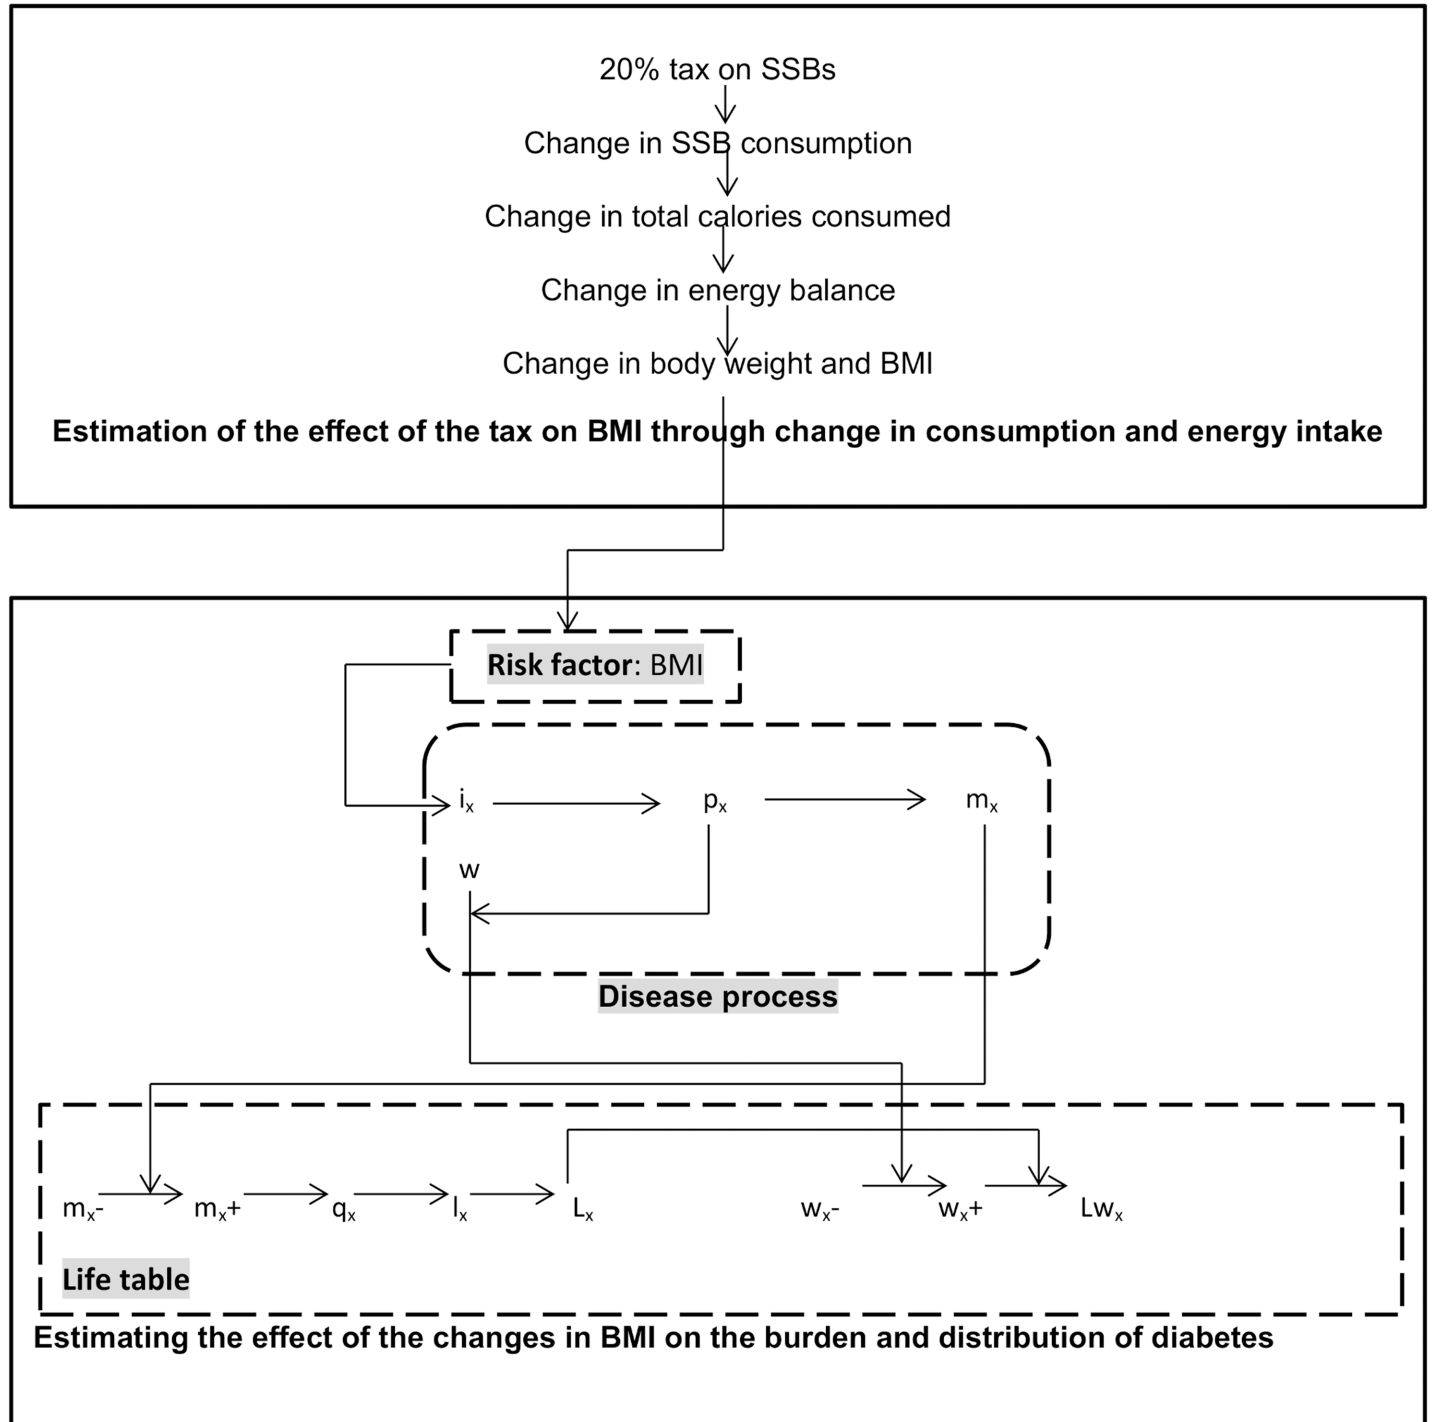 20% tax on SSBs
Change in SSB consumption
Change in total calories consumed
Change in energy balance
Change in body weight and BMI
Estimation of the effect of the tax on BMI through change in consumption and energy intake
Risk factor: BMI
iₓ pₓ mₓ
w
Disease process
mₓ- mₓ+ qₓ lₓ Lₓ wₓ- wₓ+ Lwₓ
Life table
Estimating the effect of the changes in BMI on the burden and distribution of diabetes